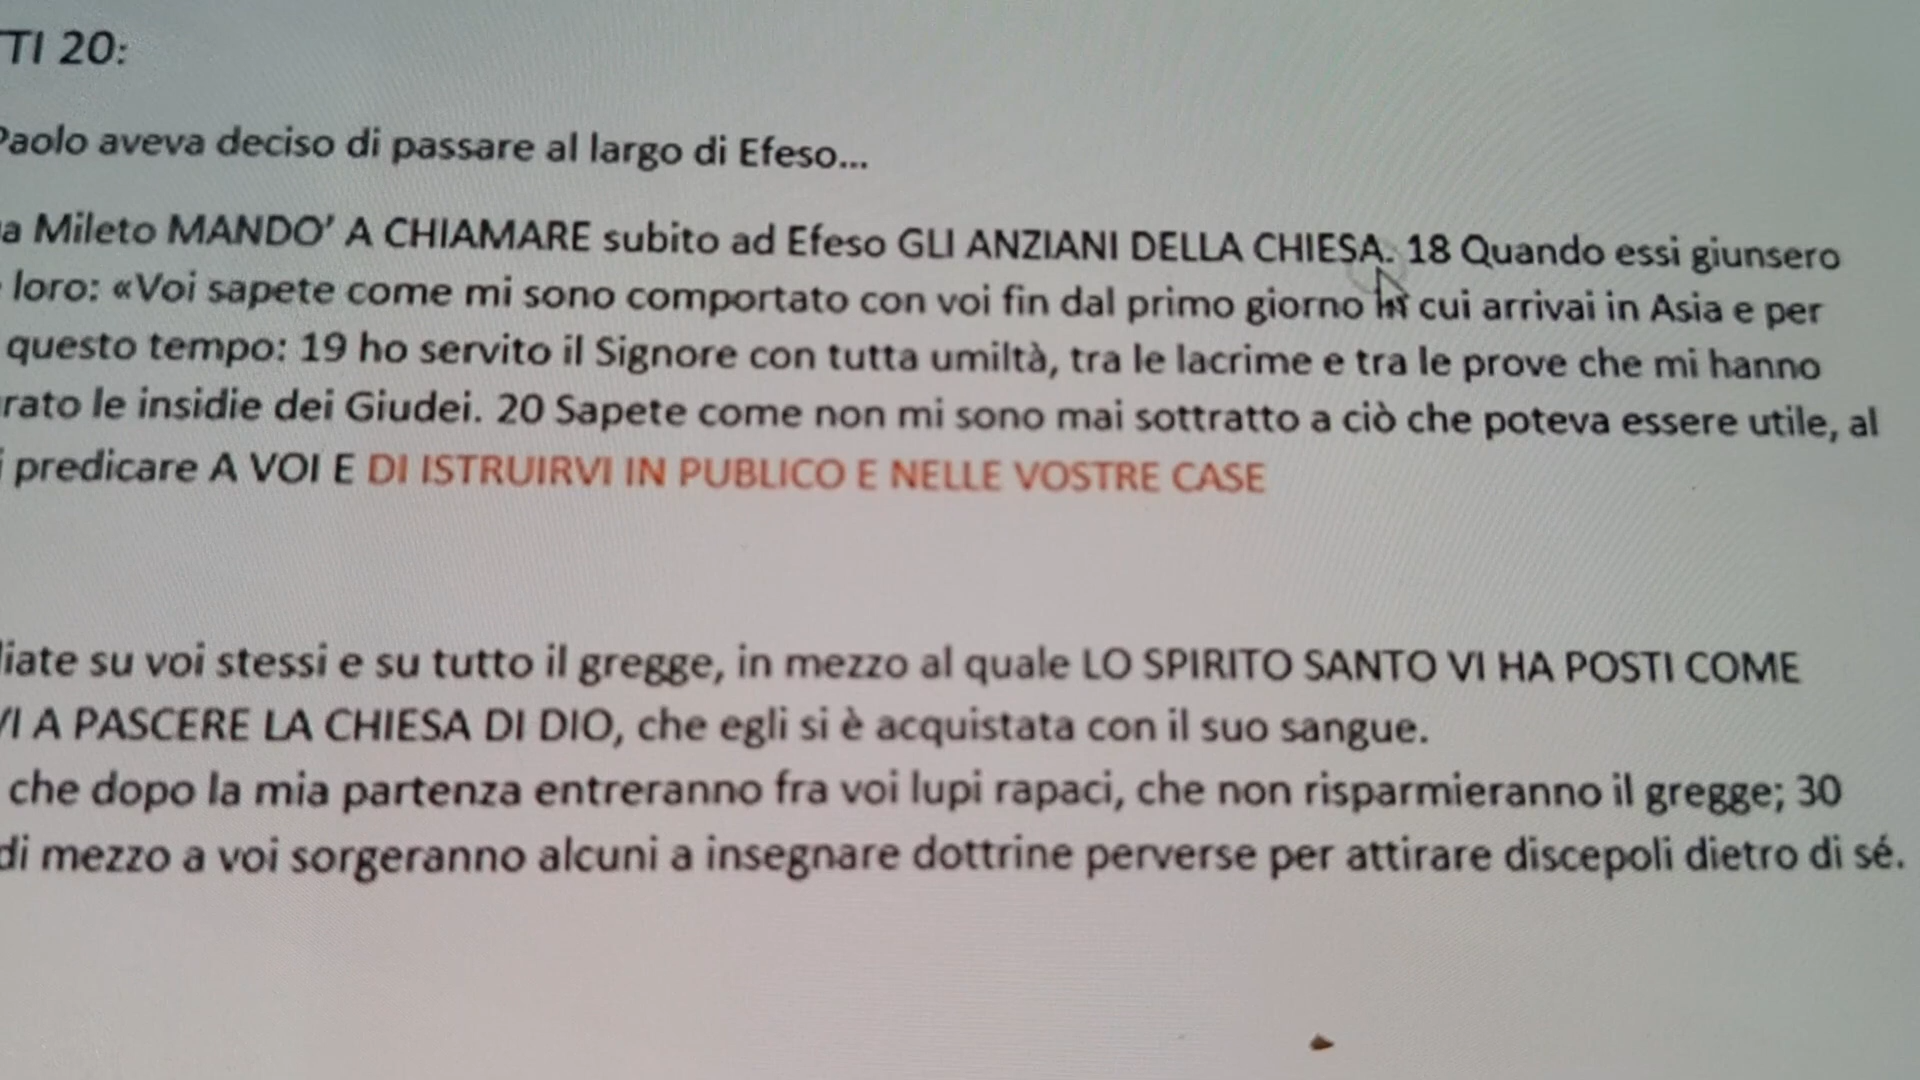 TTI 20:
Paolo aveva deciso di passare al largo di Efeso...
a Mileto MANDO' A CHIAMARE subito ad Efeso GLI ANZIANI DELLA CHIESA. 18 Quando essi giunsero
loro: «Voi sapete come mi sono comportato con voi fin dal primo giorno in cui arrivai in Asia e per
questo tempo: 19 ho servito il Signore con tutta umiltà, tra le lacrime e tra le prove che mi hanno
rato le insidie dei Giudei. 20 Sapete come non mi sono mai sottratto a ciò che poteva essere utile, al
i predicare A VOI E DI ISTRUIRVI IN PUBLICO E NELLE VOSTRE CASE
liate su voi stessi e su tutto il gregge, in mezzo al quale LO SPIRITO SANTO VI HA POSTI COME
VI A PASCERE LA CHIESA DI DIO, che egli si è acquistata con il suo sangue.
che dopo la mia partenza entreranno fra voi lupi rapaci, che non risparmieranno il gregge; 30
di mezzo a voi sorgeranno alcuni a insegnare dottrine perverse per attirare discepoli dietro di sé.